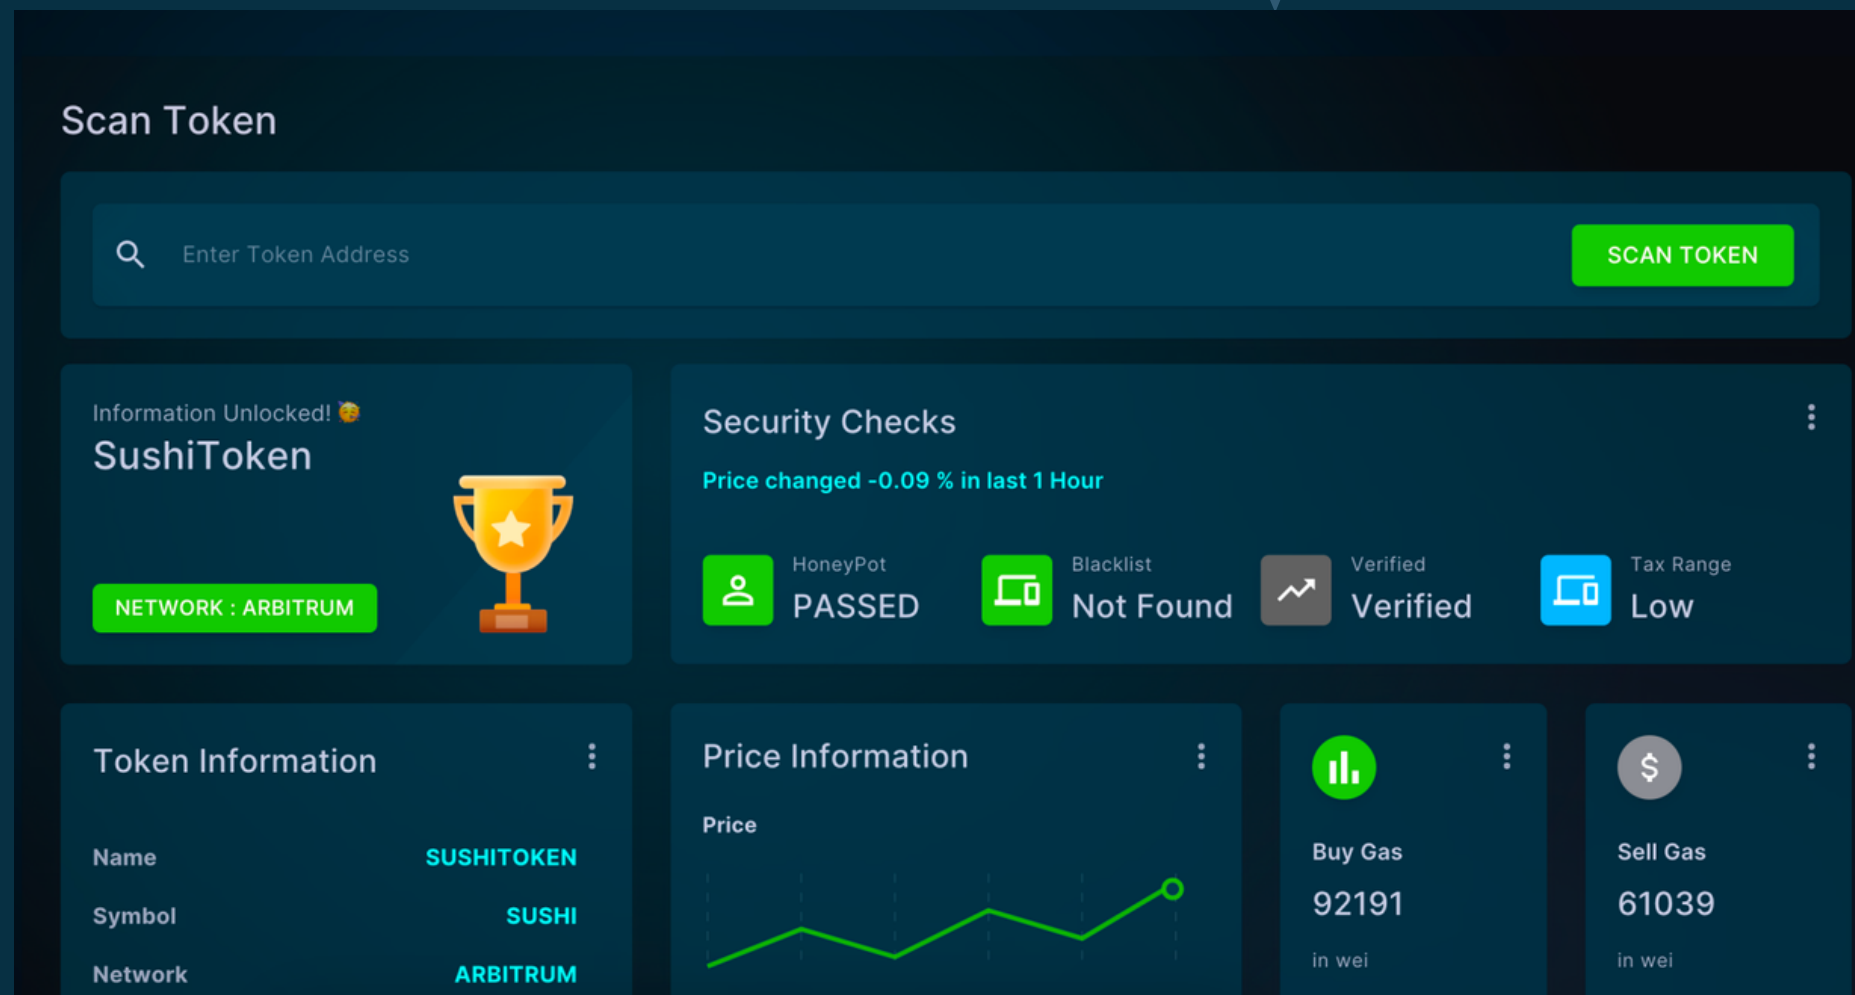 Scan Token
Enter Token Address
SCAN TOKEN
Information Unlocked!
SushiToken
NETWORK : ARBITRUM
Security Checks
Price changed -0.09 % in last 1 Hour
HoneyPot
PASSED
Blacklist
Not Found
Verified
Verified
Tax Range
Low
Token Information
Name SUSHITOKEN
Symbol SUSHI
Network ARBITRUM
Price Information
Price
Buy Gas
92191
in wei
$
Sell Gas
61039
in wei